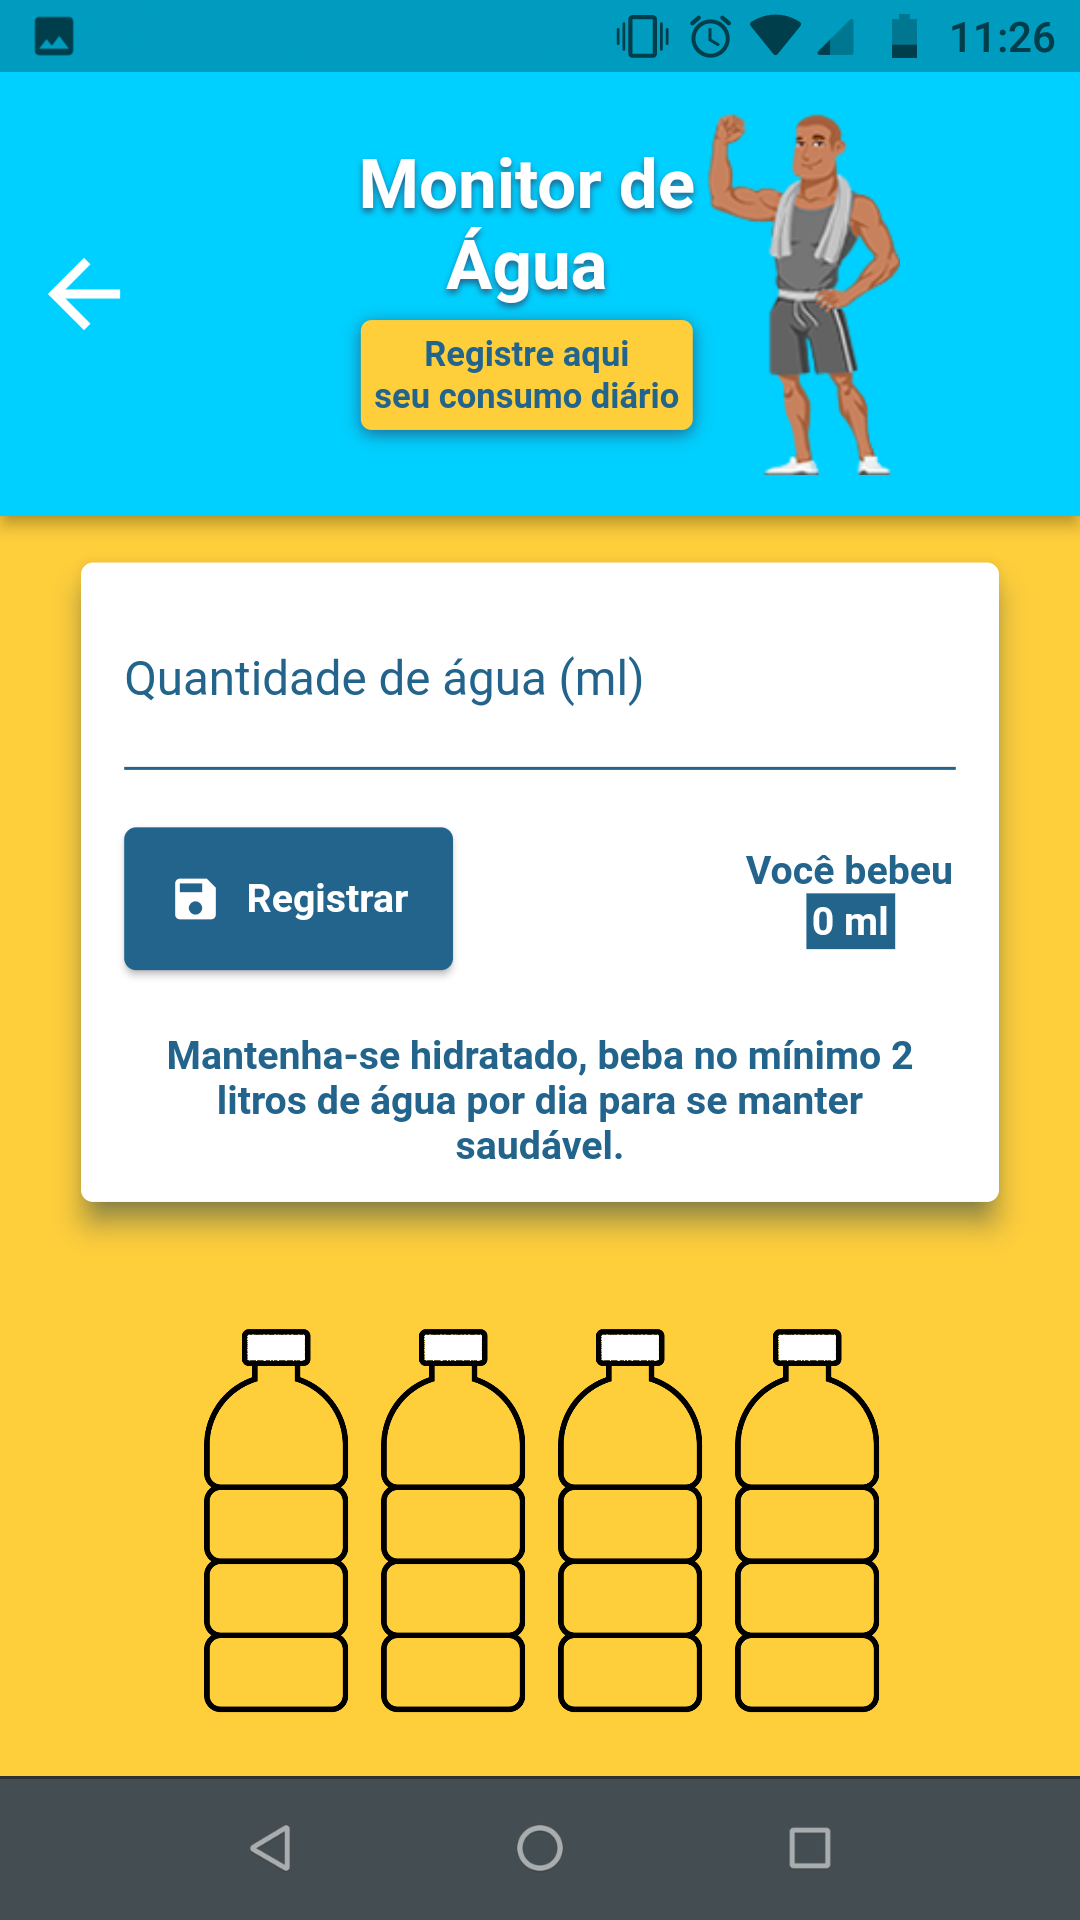 11:26
Monitor de
Água
Registre aqui
seu consumo diário
Quantidade de água (ml)
Registrar
Você bebeu
0 ml
Mantenha-se hidratado, beba no mínimo 2
litros de água por dia para se manter
saudável.